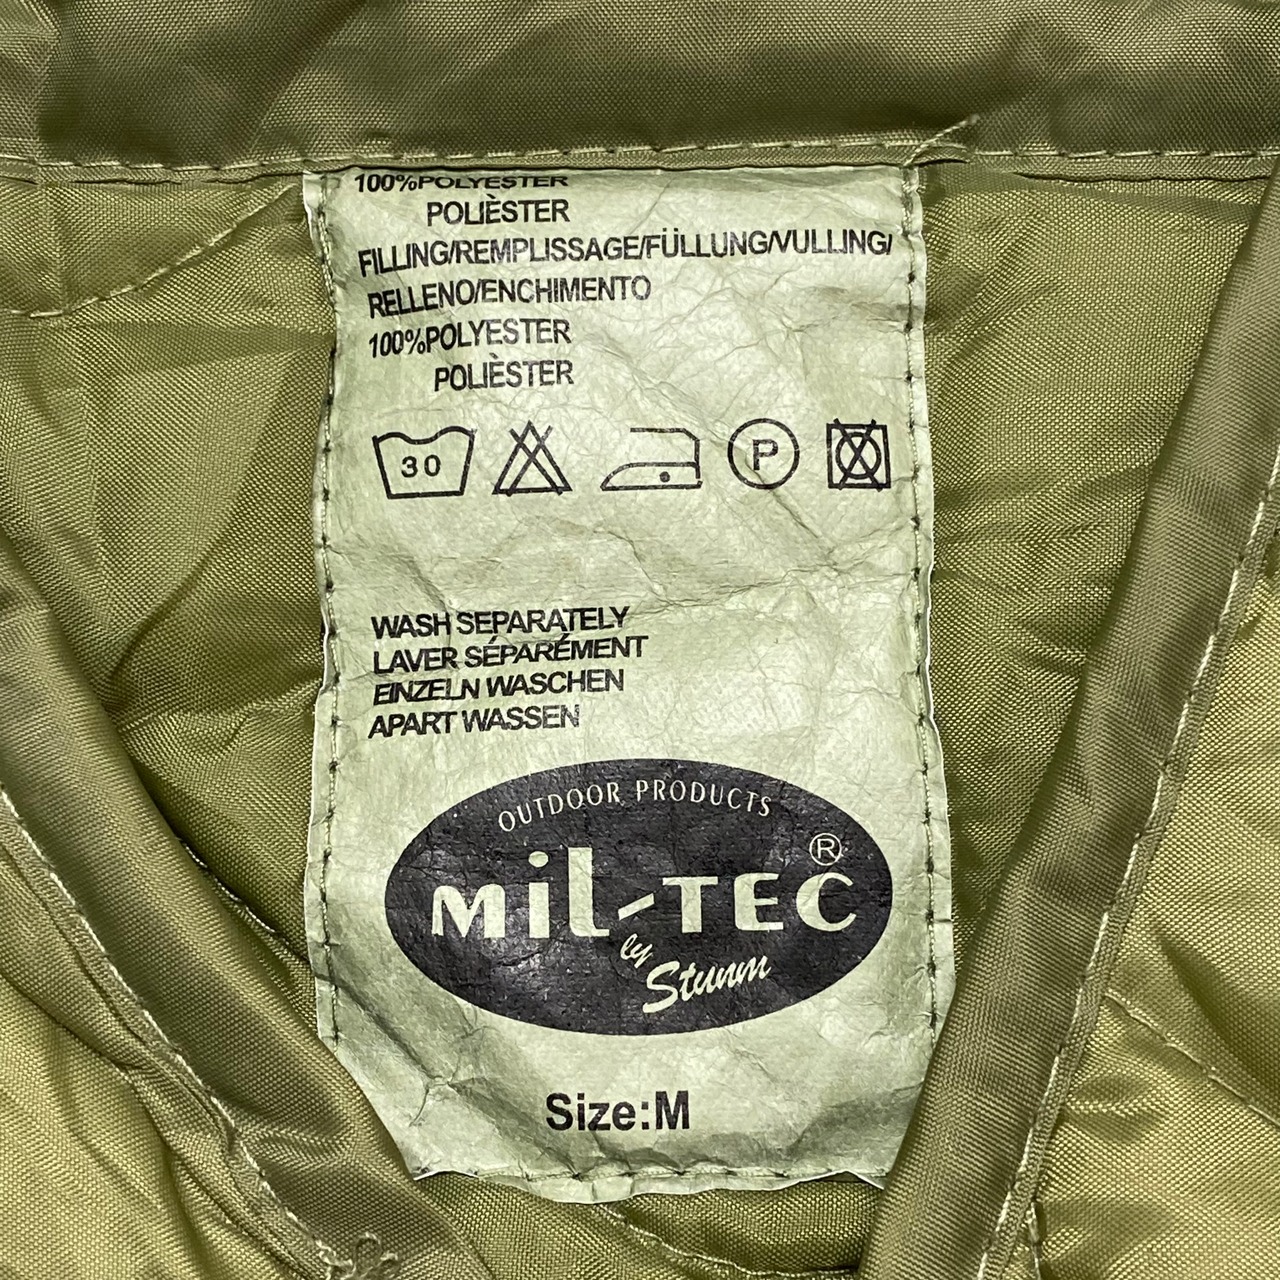 100%POLYESTER
POLIÈSTER
FILLING/REMPLISSAGE/FÜLLUNG/VULLING/
RELLENO/ENCHIMENTO
100%POLYESTER
POLIÈSTER
30
P
WASH SEPARATELY
LAVER SÉPARÉMENT
EINZELN WASCHEN
APART WASSEN
OUTDOOR PRODUCTS
MIL-TEC®
by
Sturm
Size:M